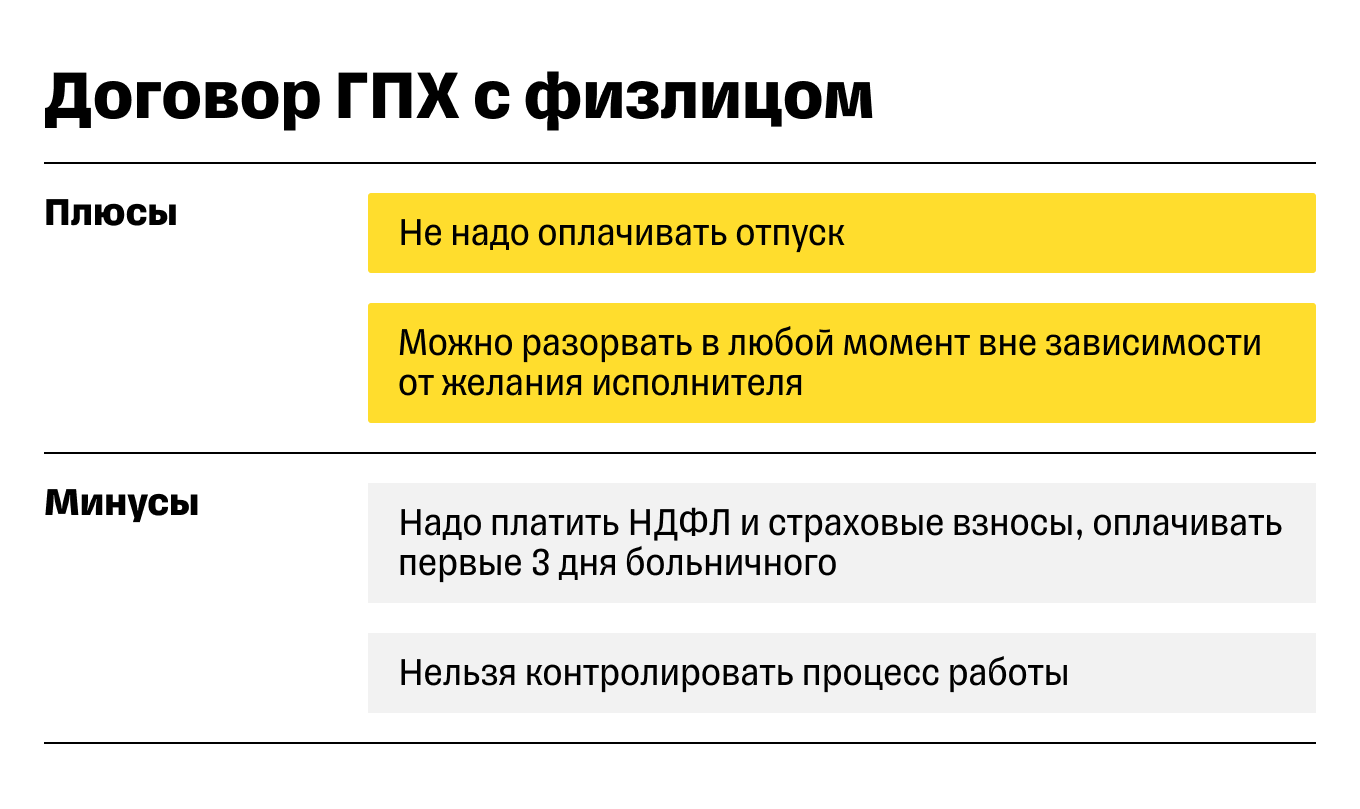 Договор ГПХ с физлицом
Плюсы
Не надо оплачивать отпуск
Можно разорвать в любой момент вне зависимости
от желания исполнителя
Минусы
Надо платить НДФЛ и страховые взносы, оплачивать
первые 3 дня больничного
Нельзя контролировать процесс работы